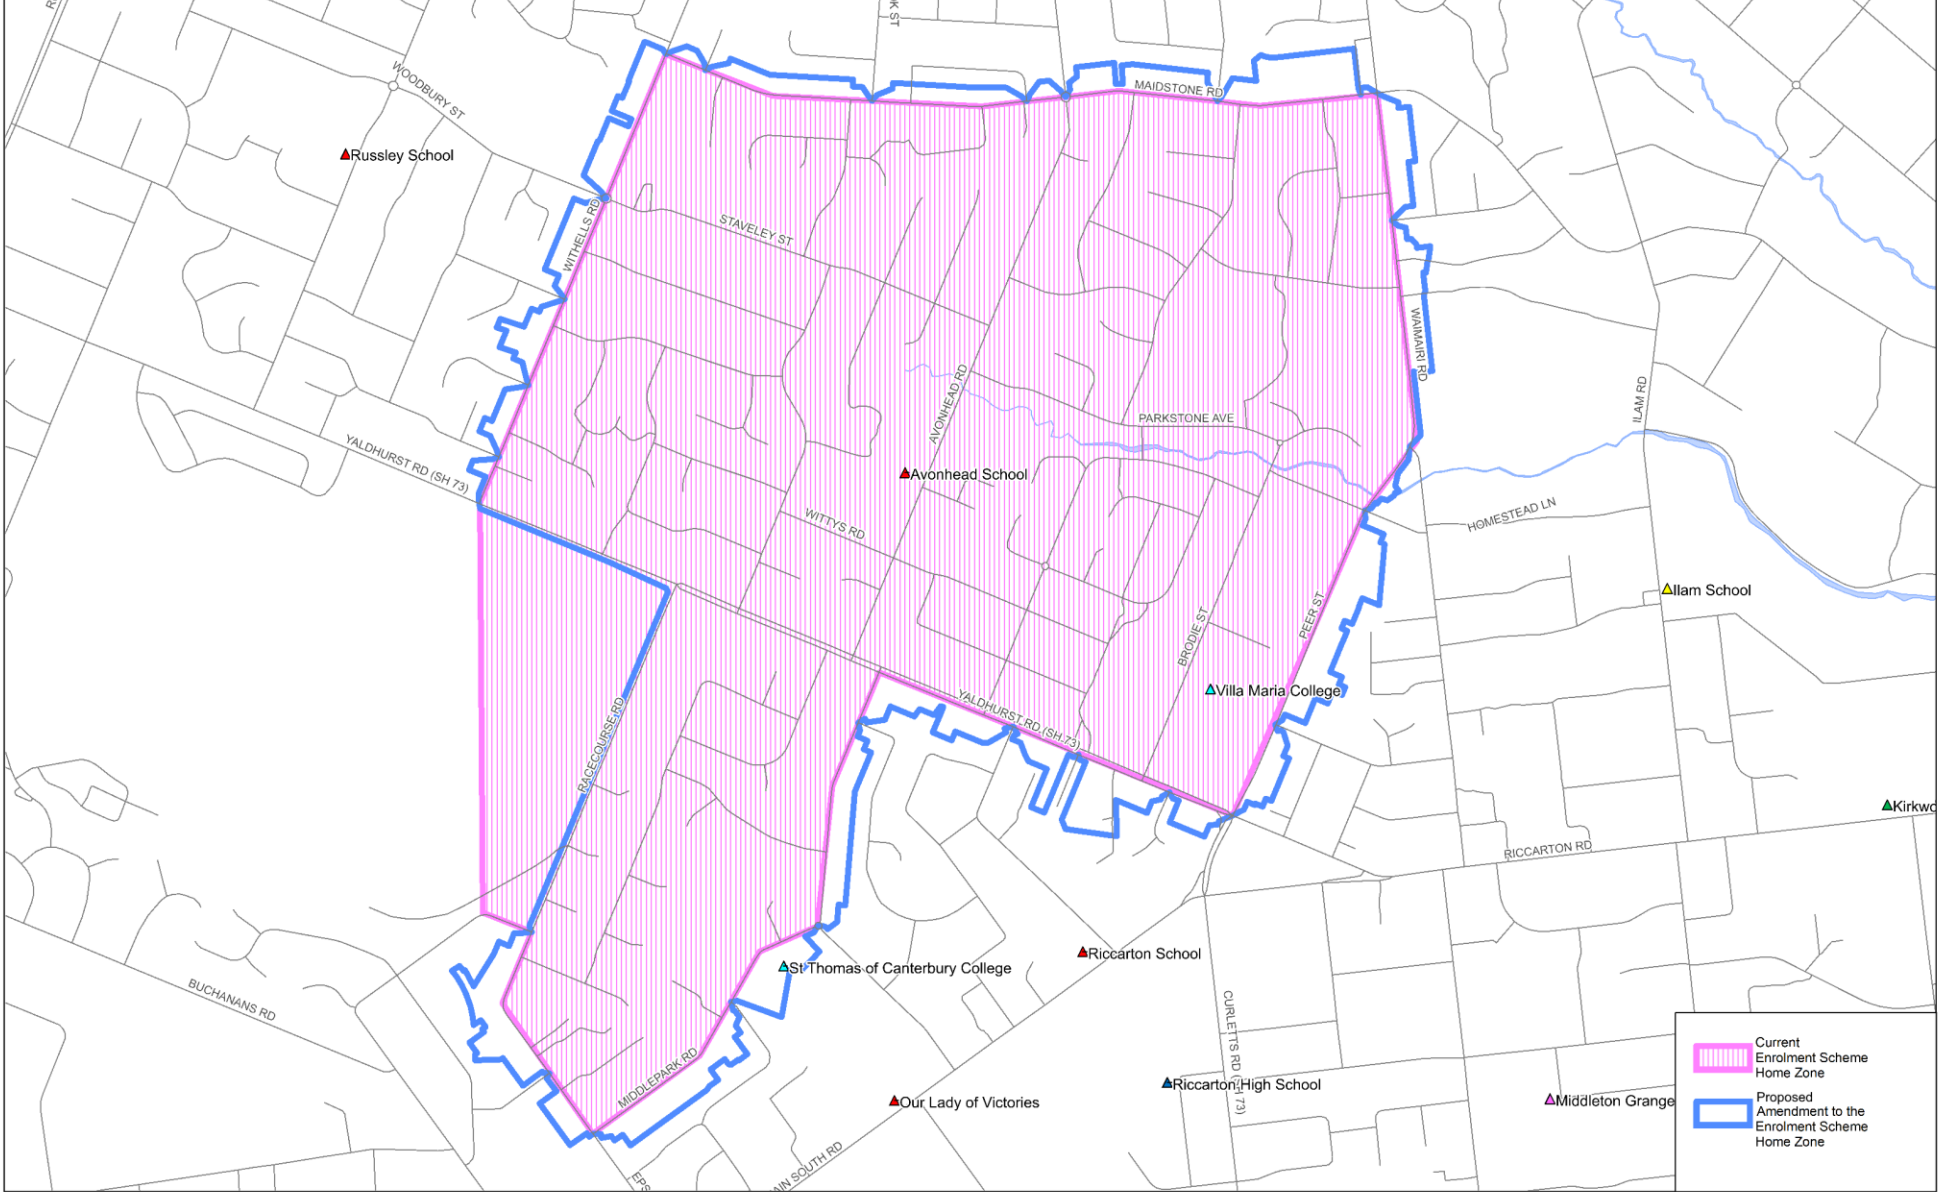 WOODBURY ST
MAIDSTONE RD
Russley School
STAVELEY ST
WITHELLS RD
WAIMAIRI RD
AVONHEAD RD
ILAM RD
PARKSTONE AVE
YALDHURST RD (SH 73)
Avonhead School
WITTYS RD
HOMESTEAD LN
Ilam School
PEER ST
BRODIE ST
Villa Maria College
YALDHURST RD (SH 73)
RACECOURSE RD
Kirkwo
RICCARTON RD
Riccarton School
St Thomas of Canterbury College
BUCHANANS RD
CURLETTS RD (SH 73)
MIDDLEPARK RD
Riccarton High School
Our Lady of Victories
Middleton Grange
AIN SOUTH RD
EPS
Current
Enrolment Scheme
Home Zone
Proposed
Amendment to the
Enrolment Scheme
Home Zone